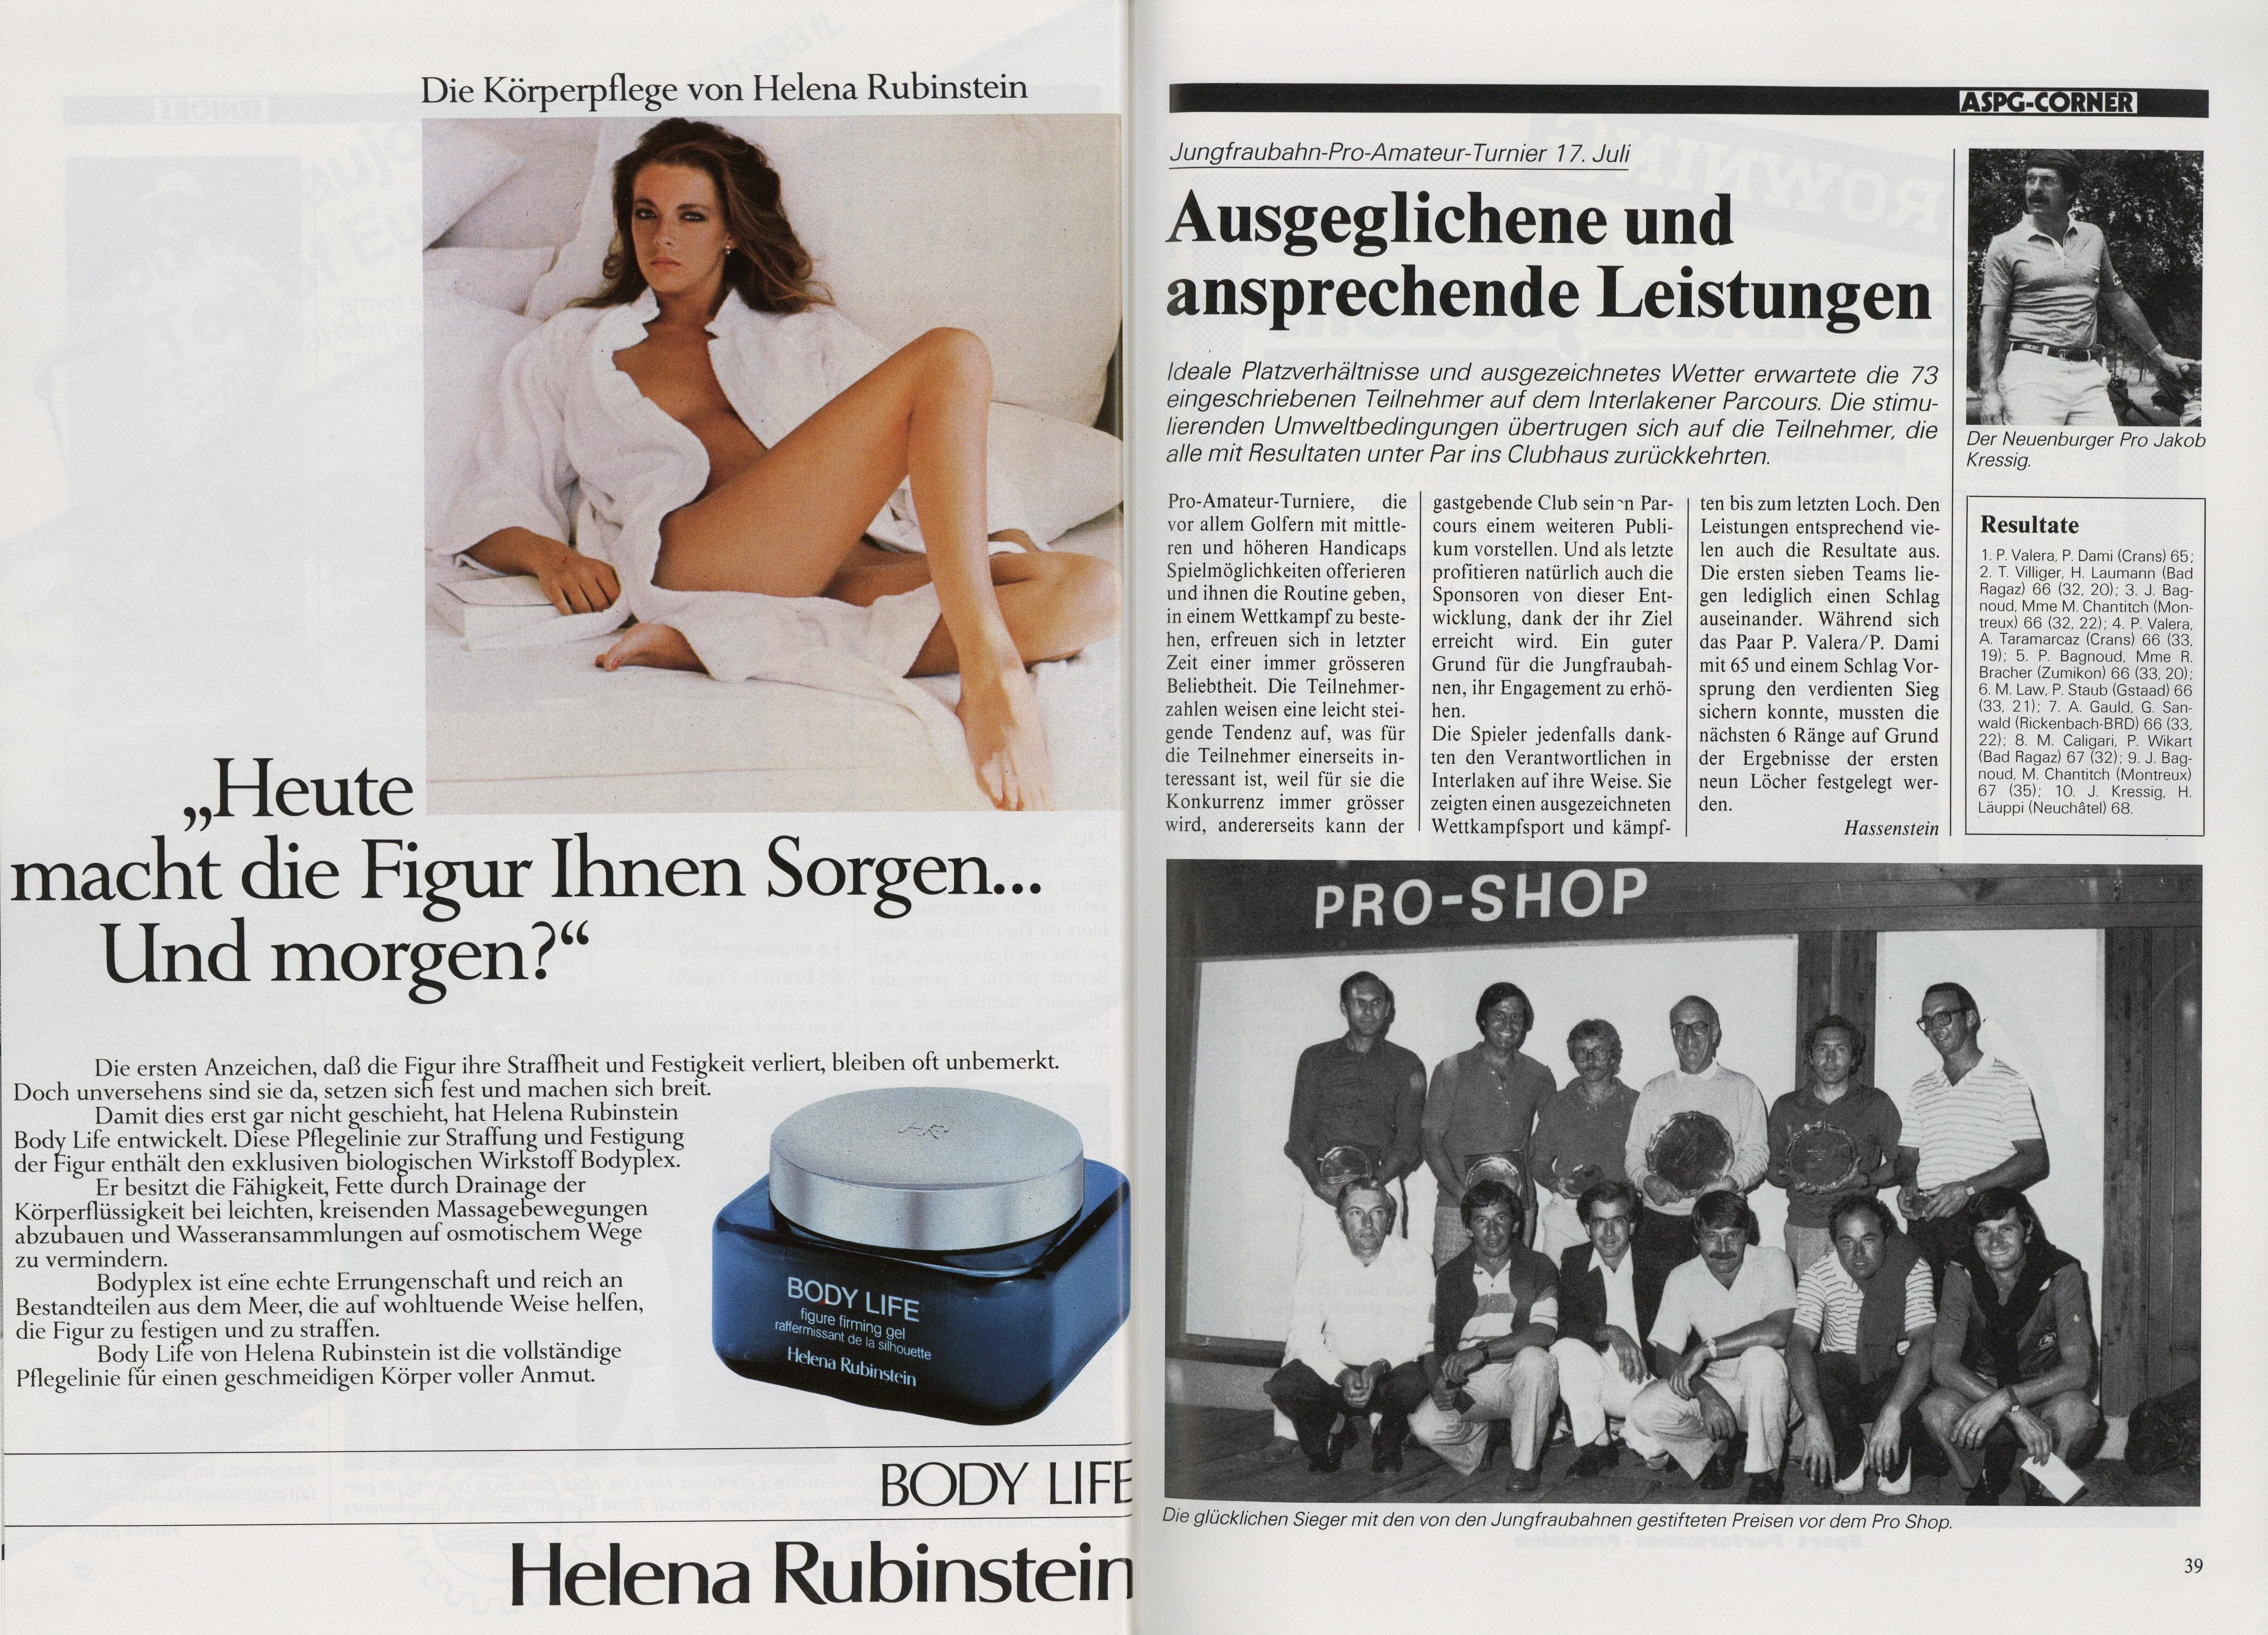 Die Körperpflege von Helena Rubinstein
„Heute
macht die Figur Ihnen Sorgen...
Und morgen?“
Die ersten Anzeichen, daß die Figur ihre Straffheit und Festigkeit verliert, bleiben oft unbemerkt.
Doch unversehens sind sie da, setzen sich fest und machen sich breit.
Damit dies erst gar nicht geschieht, hat Helena Rubinstein
Body Life entwickelt. Diese Pflegelinie zur Straffung und Festigung
der Figur enthält den exklusiven biologischen Wirkstoff Bodyplex.
Er besitzt die Fähigkeit, Fette durch Drainage der
Körperflüssigkeit bei leichten, kreisenden Massagebewegungen
abzubauen und Wasseransammlungen auf osmotischem Wege
zu vermindern.
Bodyplex ist eine echte Errungenschaft und reich an
Bestandteilen aus dem Meer, die auf wohltuende Weise helfen,
die Figur zu festigen und zu straffen.
Body Life von Helena Rubinstein ist die vollständige
Pflegelinie für einen geschmeidigen Körper voller Anmut.
BODY LIFE
figure firming gel
raffermissant de la silhouette
Helena Rubinstein
BODY LIFE
Helena Rubinstein
ASPG-CORNER
Jungfraubahn-Pro-Amateur-Turnier 17. Juli
Ausgeglichene und
ansprechende Leistungen
Ideale Platzverhältnisse und ausgezeichnetes Wetter erwartete die 73
eingeschriebenen Teilnehmer auf dem Interlakener Parcours. Die stimu-
lierenden Umweltbedingungen übertrugen sich auf die Teilnehmer, die
alle mit Resultaten unter Par ins Clubhaus zurückkehrten.
Pro-Amateur-Turniere, die
vor allem Golfern mit mittle-
ren und höheren Handicaps
Spielmöglichkeiten offerieren
und ihnen die Routine geben,
in einem Wettkampf zu beste-
hen, erfreuen sich in letzter
Zeit einer immer grösseren
Beliebtheit. Die Teilnehmer-
zahlen weisen eine leicht stei-
gende Tendenz auf, was für
die Teilnehmer einerseits in-
teressant ist, weil für sie die
Konkurrenz immer grösser
wird, andererseits kann der
gastgebende Club seinen Par-
cours einem weiteren Publi-
kum vorstellen. Und als letzte
profitieren natürlich auch die
Sponsoren von dieser Ent-
wicklung, dank der ihr Ziel
erreicht wird. Ein guter
Grund für die Jungfraubah-
nen, ihr Engagement zu erhö-
hen.
Die Spieler jedenfalls dank-
ten den Verantwortlichen in
Interlaken auf ihre Weise. Sie
zeigten einen ausgezeichneten
Wettkampfsport und kämpf-
ten bis zum letzten Loch. Den
Leistungen entsprechend vie-
len auch die Resultate aus.
Die ersten sieben Teams lie-
gen lediglich einen Schlag
auseinander. Während sich
das Paar P. Valera/P. Dami
mit 65 und einem Schlag Vor-
sprung den verdienten Sieg
sichern konnte, mussten die
nächsten 6 Ränge auf Grund
der Ergebnisse der ersten
neun Löcher festgelegt wer-
den.
Hassenstein
Der Neuenburger Pro Jakob
Kressig.
Resultate
1. P. Valera, P. Dami (Crans) 65;
2. T. Villiger, H. Laumann (Bad
Ragaz) 66 (32, 20); 3. J. Bag-
noud, Mme M. Chantitch (Mon-
treux) 66 (32, 22); 4. P. Valera,
A. Taramarcaz (Crans) 66 (33,
19); 5. P. Bagnoud, Mme R.
Bracher (Zumikon) 66 (33, 20);
6. M. Law, P. Staub (Gstaad) 66
(33, 21); 7. A. Gauld, G. San-
wald (Rickenbach-BRD) 66 (33,
22); 8. M. Caligari, P. Wikart
(Bad Ragaz) 67 (32); 9. J. Bag-
noud, M. Chantitch (Montreux)
67 (35); 10. J. Kressig, H.
Läuppi (Neuchâtel) 68.
PRO-SHOP
Die glücklichen Sieger mit den von den Jungfraubahnen gestifteten Preisen vor dem Pro Shop.
39